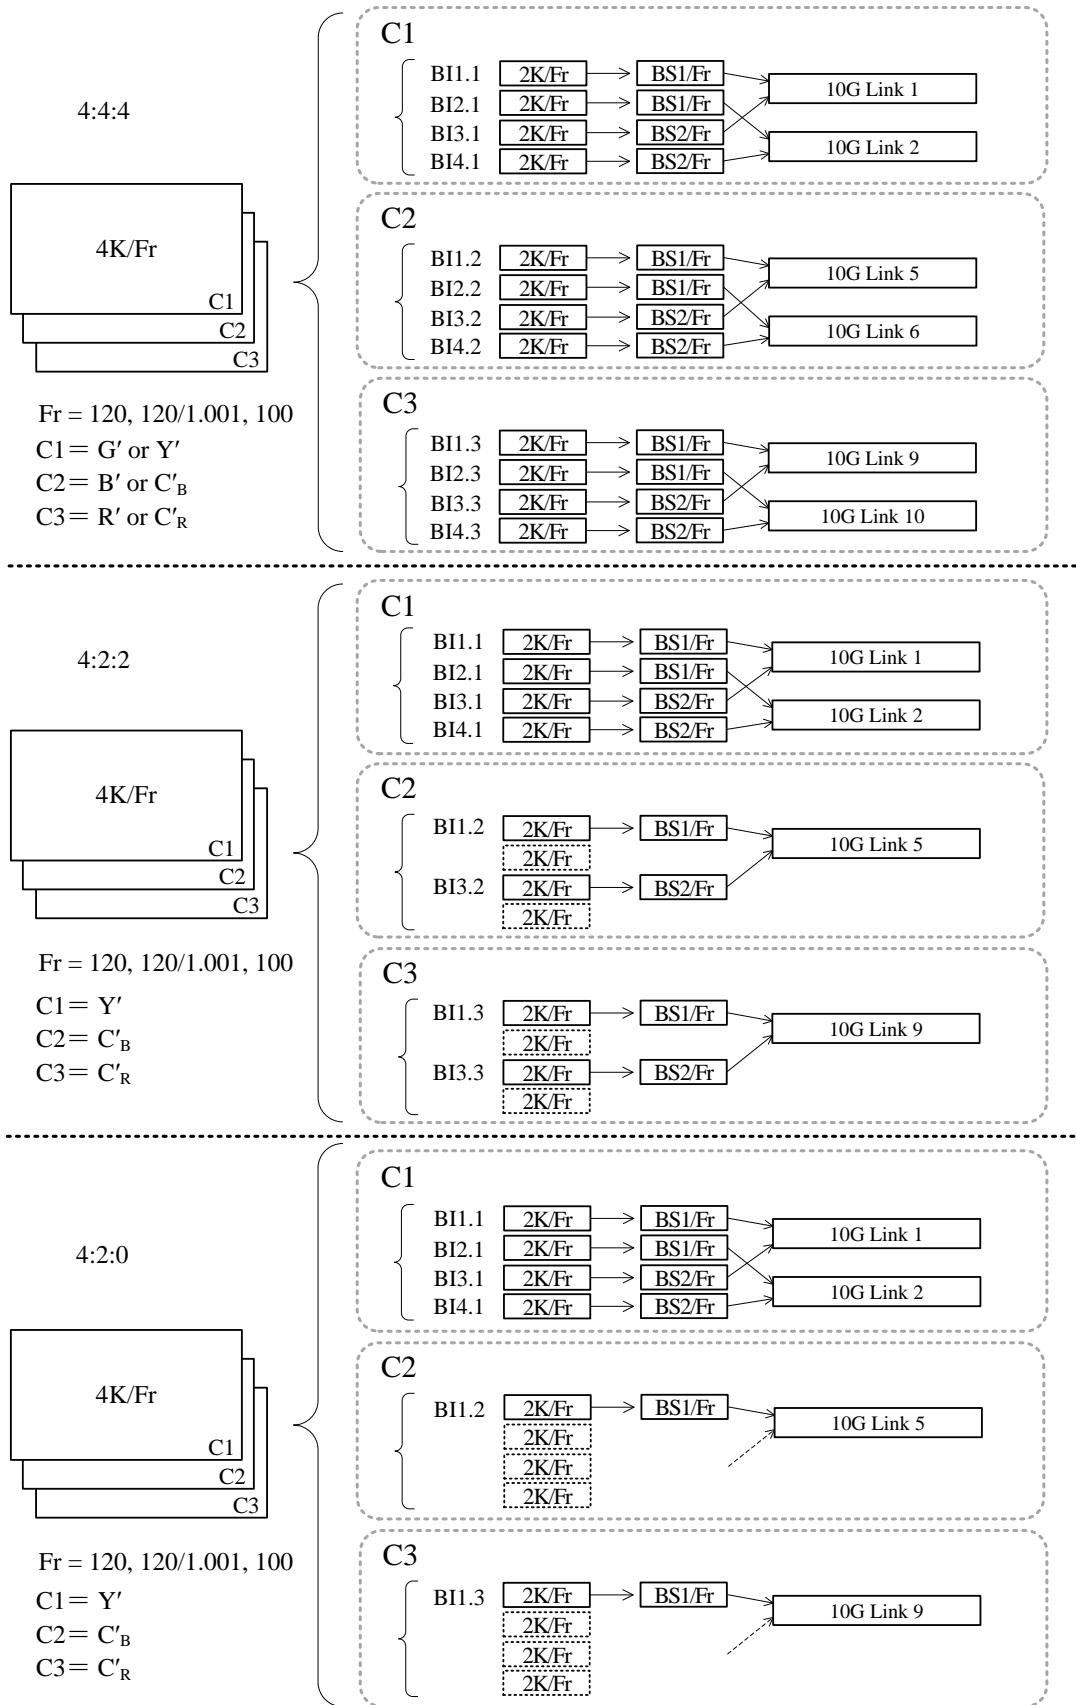 4:4:4
4K/Fr
C1
C2
C3
Fr = 120, 120/1.001, 100
C1= G′ or Y′
C2= B′ or C′B
C3= R′ or C′R
C1
BI1.1 2K/Fr BS1/Fr 10G Link 1
BI2.1 2K/Fr BS1/Fr
BI3.1 2K/Fr BS2/Fr 10G Link 2
BI4.1 2K/Fr BS2/Fr
C2
BI1.2 2K/Fr BS1/Fr 10G Link 5
BI2.2 2K/Fr BS1/Fr
BI3.2 2K/Fr BS2/Fr 10G Link 6
BI4.2 2K/Fr BS2/Fr
C3
BI1.3 2K/Fr BS1/Fr 10G Link 9
BI2.3 2K/Fr BS1/Fr
BI3.3 2K/Fr BS2/Fr 10G Link 10
BI4.3 2K/Fr BS2/Fr
4:2:2
4K/Fr
C1
C2
C3
Fr = 120, 120/1.001, 100
C1= Y′
C2= C′B
C3= C′R
C1
BI1.1 2K/Fr BS1/Fr 10G Link 1
BI2.1 2K/Fr BS1/Fr
BI3.1 2K/Fr BS2/Fr 10G Link 2
BI4.1 2K/Fr BS2/Fr
C2
BI1.2 2K/Fr BS1/Fr 10G Link 5
2K/Fr
BI3.2 2K/Fr BS2/Fr
2K/Fr
C3
BI1.3 2K/Fr BS1/Fr 10G Link 9
2K/Fr
BI3.3 2K/Fr BS2/Fr
2K/Fr
4:2:0
4K/Fr
C1
C2
C3
Fr = 120, 120/1.001, 100
C1= Y′
C2= C′B
C3= C′R
C1
BI1.1 2K/Fr BS1/Fr 10G Link 1
BI2.1 2K/Fr BS1/Fr
BI3.1 2K/Fr BS2/Fr 10G Link 2
BI4.1 2K/Fr BS2/Fr
C2
BI1.2 2K/Fr BS1/Fr 10G Link 5
2K/Fr
2K/Fr
2K/Fr
C3
BI1.3 2K/Fr BS1/Fr 10G Link 9
2K/Fr
2K/Fr
2K/Fr